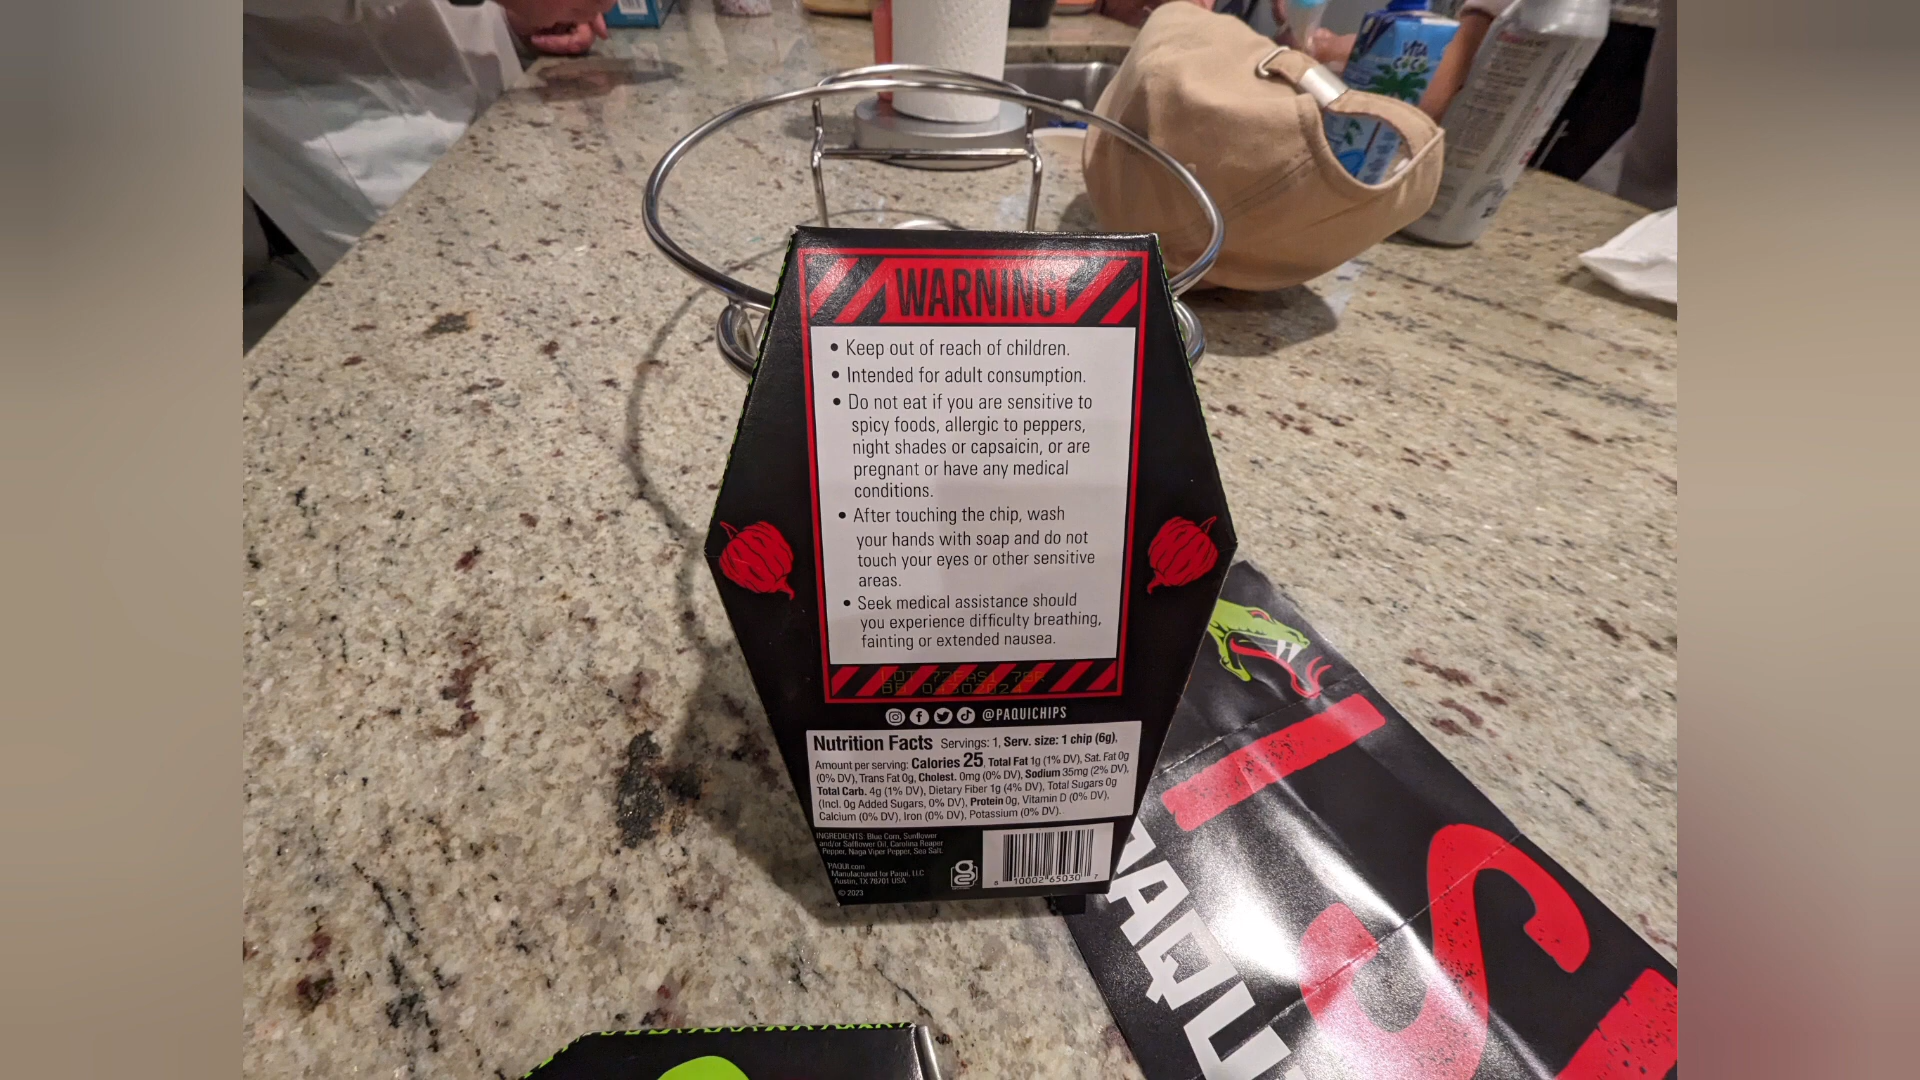 VITA
COCO
WARNING!
• Keep out of reach of children.
• Intended for adult consumption.
• Do not eat if you are sensitive to
spicy foods, allergic to peppers,
night shades or capsaicin, or are
pregnant or have any medical
conditions.
• After touching the chip, wash
your hands with soap and do not
touch your eyes or other sensitive
areas.
• Seek medical assistance should
you experience difficulty breathing,
fainting or extended nausea.
@PAQUICHIPS
Nutrition Facts Servings: 1, Serv. size: 1 chip (6g),
Amount per serving: Calories 25, Total Fat 1g (1% DV), Sat. Fat 0g
(0% DV), Trans Fat 0g, Cholest. 0mg (0% DV), Sodium 35mg (2% DV),
Total Carb. 4g (1% DV), Dietary Fiber 1g (4% DV), Total Sugars 0g
(Incl. 0g Added Sugars, 0% DV), Protein 0g, Vitamin D (0% DV),
Calcium (0% DV), Iron (0% DV), Potassium (0% DV).
INGREDIENTS: Blue Corn, Sunflower
and/or Safflower Oil, Carolina Reaper
Pepper, Naga Viper Pepper, Sea Salt.
PAQUI.com
Manufactured for Paqui, LLC
Austin, TX 78701 USA
© 2023
8 10002 65030 7
PAQUI